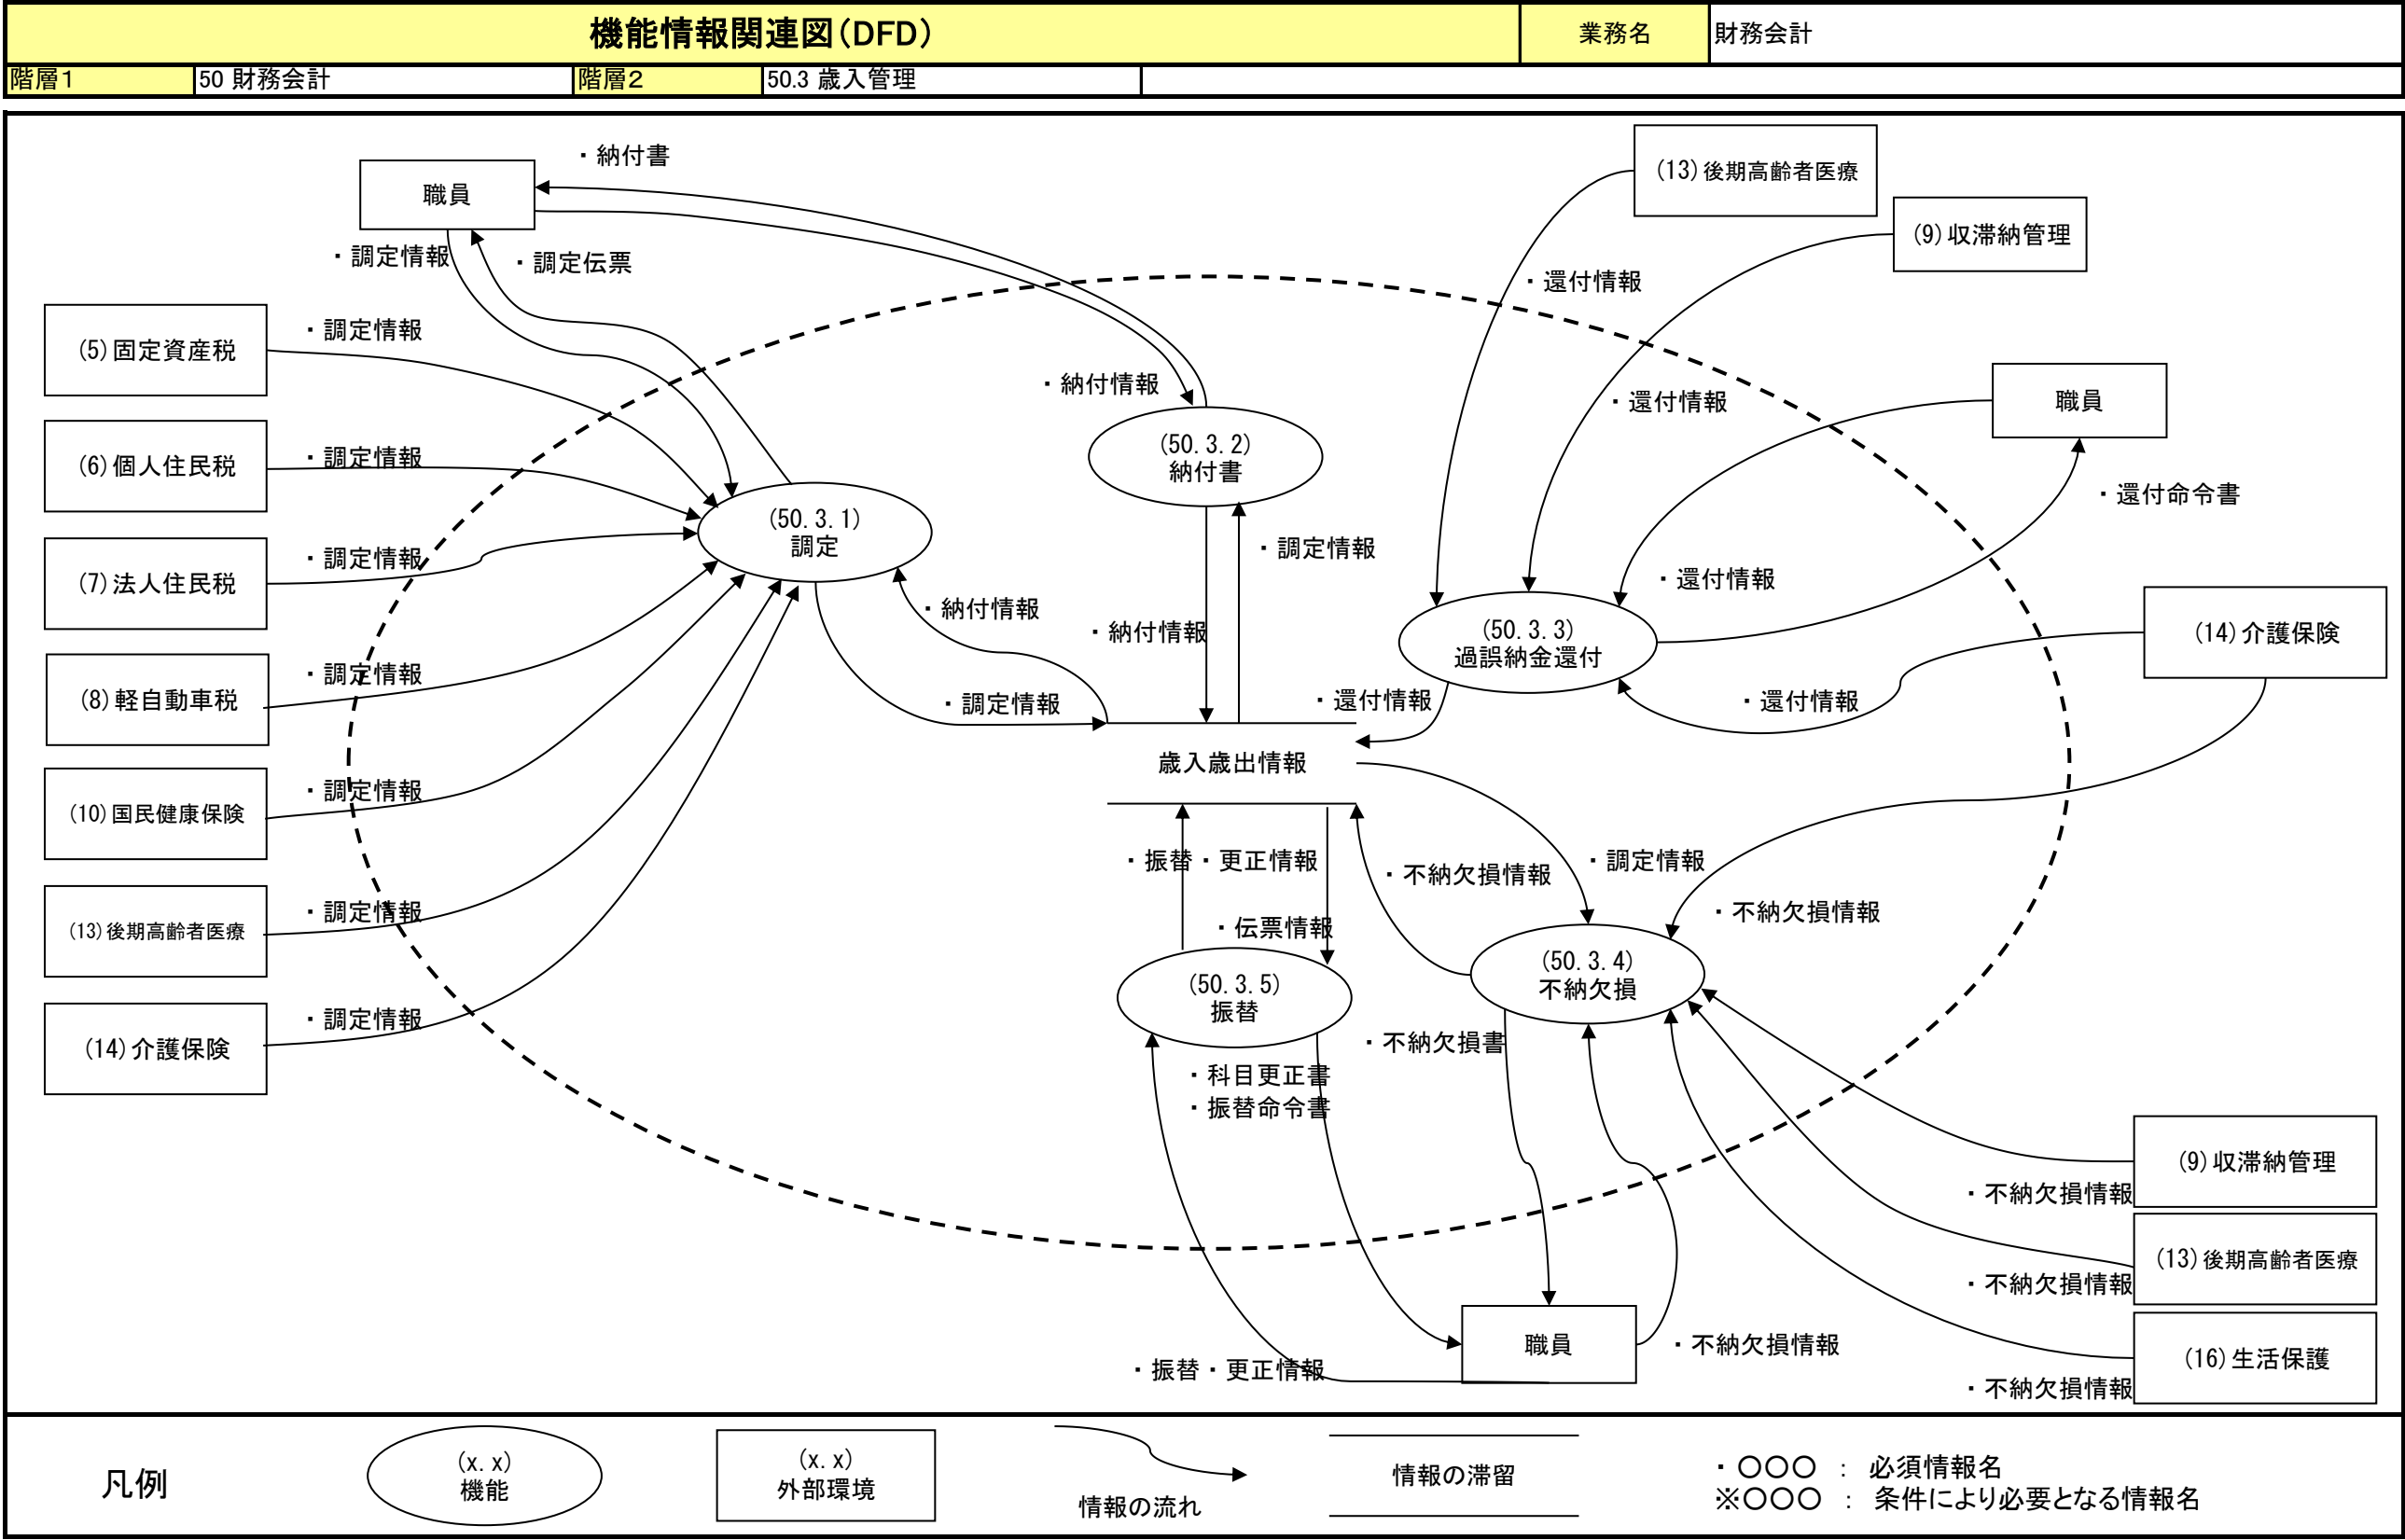 機能情報関連図（DFD）
業務名
財務会計
階層１
50 財務会計
階層２
50.3 歳入管理
・納付書
職員
・調定情報
・調定伝票
(13)後期高齢者医療
(9)収滞納管理
・還付情報
(5)固定資産税
・調定情報
・納付情報
・還付情報
職員
(6)個人住民税
・調定情報
(50.3.2)
納付書
・還付命令書
(50.3.1)
調定
(7)法人住民税
・調定情報
・調定情報
・還付情報
・納付情報
・納付情報
(50.3.3)
過誤納金還付
(14)介護保険
(8)軽自動車税
・調定情報
・調定情報
・還付情報
・還付情報
歳入歳出情報
(10)国民健康保険
・調定情報
・振替・更正情報
・不納欠損情報
・調定情報
(13)後期高齢者医療
・調定情報
・伝票情報
・不納欠損情報
(50.3.5)
振替
(50.3.4)
不納欠損
(14)介護保険
・調定情報
・不納欠損書
・科目更正書
・振替命令書
(9)収滞納管理
・不納欠損情報
(13)後期高齢者医療
・不納欠損情報
職員
・振替・更正情報
・不納欠損情報
(16)生活保護
・不納欠損情報
凡例
(x.x)
機能
(x.x)
外部環境
情報の流れ
情報の滞留
・○○○ ： 必須情報名
※○○○ ： 条件により必要となる情報名